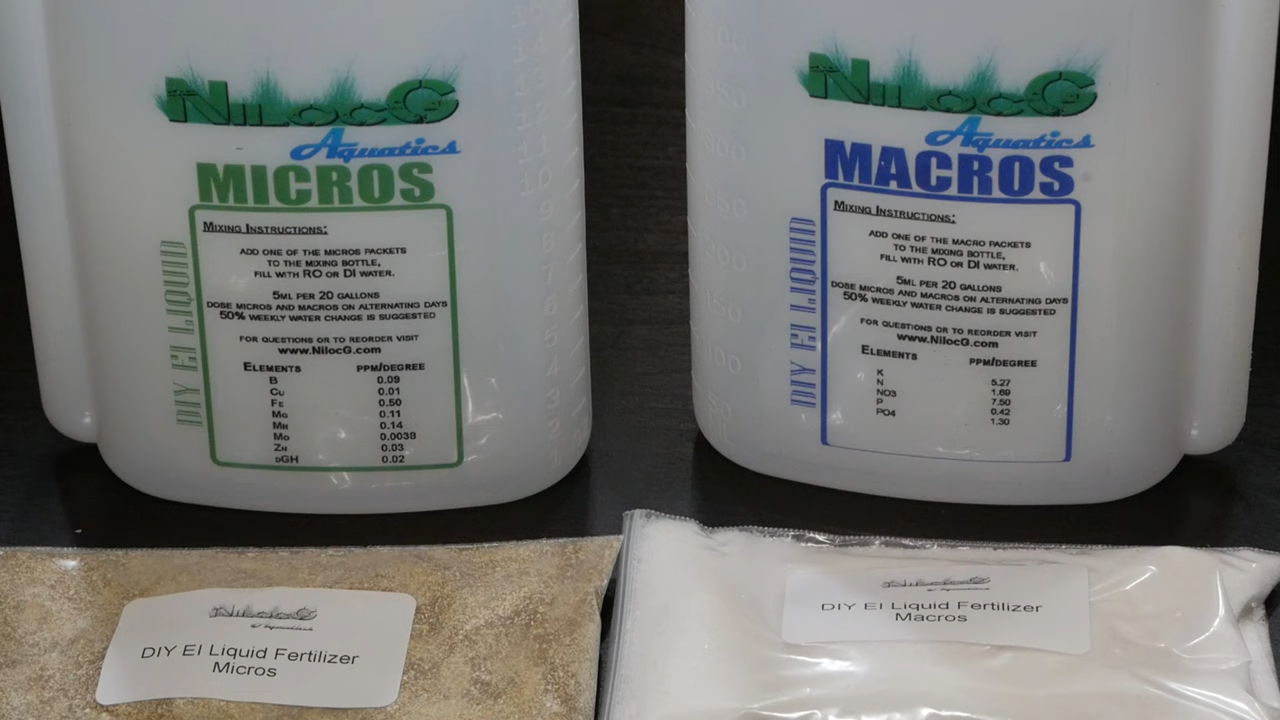 NilocG
Aquatics
MICROS
DIY EI LIQUID
Mixing Instructions:
ADD ONE OF THE MICROS PACKETS
TO THE MIXING BOTTLE,
FILL WITH RO OR DI WATER.
5ML PER 20 GALLONS
DOSE MICROS AND MACROS ON ALTERNATING DAYS
50% WEEKLY WATER CHANGE IS SUGGESTED
FOR QUESTIONS OR TO REORDER VISIT
www.NilocG.com
Elements PPM/DEGREE
B 0.09
Cu 0.01
Fe 0.50
Mg 0.11
Mn 0.14
Mo 0.0038
Zn 0.03
DGH 0.02
NilocG
Aquatics
MACROS
DIY EI LIQUID
Mixing Instructions:
ADD ONE OF THE MACRO PACKETS
TO THE MIXING BOTTLE,
FILL WITH RO OR DI WATER.
5ML PER 20 GALLONS
DOSE MICROS AND MACROS ON ALTERNATING DAYS
50% WEEKLY WATER CHANGE IS SUGGESTED
FOR QUESTIONS OR TO REORDER VISIT
www.NilocG.com
Elements PPM/DEGREE
K 5.27
N 1.69
NO3 7.50
P 0.42
PO4 1.30
NilocG
Aquatics
DIY EI Liquid Fertilizer
Micros
NilocG
Aquatics
DIY EI Liquid Fertilizer
Macros